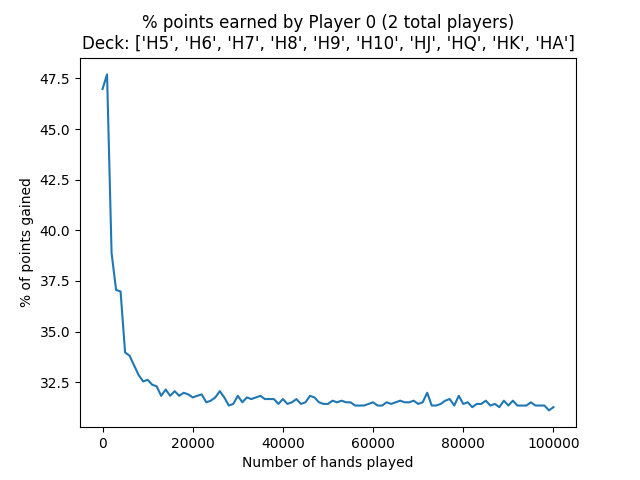 % points earned by Player 0 (2 total players)
Deck: ['H5', 'H6', 'H7', 'H8', 'H9', 'H10', 'HJ', 'HQ', 'HK', 'HA']
47.5
45.0
42.5
40.0
37.5
35.0
32.5
% of points gained
0 20000 40000 60000 80000 100000
Number of hands played